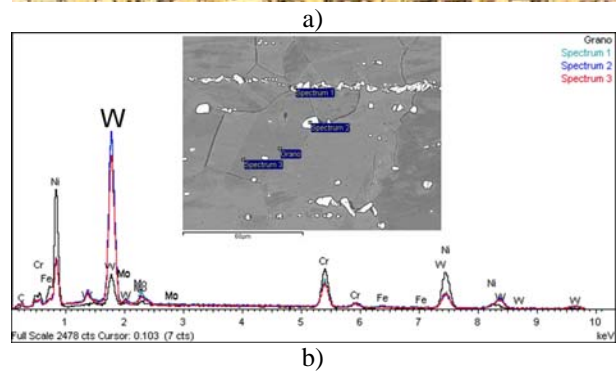 a)
Grano
Spectrum 1
Spectrum 2
Spectrum 3
Spectrum 1
Spectrum 2
Grano
Spectrum 3
60µm
W
Ni
Cr
Fe
C
W
W
Mo
W
Mo
Cr
Cr
Fe
Fe
W
Ni
Ni
W
W
W
1 2 3 4 5 6 7 8 9 10
Full Scale 2478 cts Cursor: 0.103 (7 cts)
keV
b)